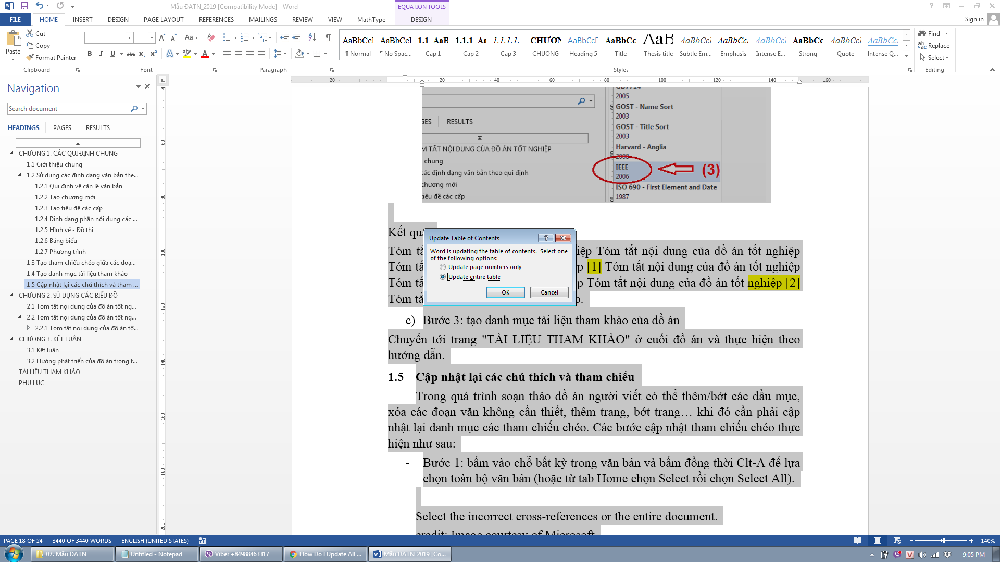 Mẫu ĐATN_2019 [Compatibility Mode] - Word
EQUATION TOOLS
FILE HOME INSERT DESIGN PAGE LAYOUT REFERENCES MAILINGS REVIEW VIEW MathType DESIGN Sign in
Paste Cut
Copy
Format Painter
Clipboard
Font
Paragraph
AaBbCcI AaBbCcI 1.1 AaB 1.1.1 Aa 1.1.1.1. CHƯƠN AaBbCcD AaBbCc AaB AaBbCcI AaBbCcI AaBbCcI AaBbCc AaBbCcI AaBbCcI
¶ Normal ¶ No Spac... Cap 1 Cap 2 Cap 3 CHUONG Heading 5 Title Thesis title Subtle Em... Emphasis Intense E... Strong Quote Intense Q...
Styles
Find
Replace
Select
Editing
Navigation
Search document
HEADINGS PAGES RESULTS
CHƯƠNG 1. CÁC QUI ĐỊNH CHUNG
1.1 Giới thiệu chung
1.2 Sử dụng các định dạng văn bản the...
1.2.1 Qui định về căn lề văn bản
1.2.2 Tạo chương mới
1.2.3 Tạo tiêu đề các cấp
1.2.4 Định dạng phần nội dung các ...
1.2.5 Hình vẽ - Đồ thị
1.2.6 Bảng biểu
1.2.7 Phương trình
1.3 Tạo tham chiếu chéo giữa các đoạ...
1.4 Tạo danh mục tài liệu tham khảo
1.5 Cập nhật lại các chú thích và tham ...
CHƯƠNG 2. SỬ DỤNG CÁC BIỂU ĐỒ
2.1 Tóm tắt nội dung của đồ án tốt ng...
2.2 Tóm tắt nội dung của đồ án tốt ng...
2.2.1 Tóm tắt nội dung của đồ án tố...
CHƯƠNG 3. KẾT LUẬN
3.1 Kết luận
3.2 Hướng phát triển của đồ án trong t...
TÀI LIỆU THAM KHẢO
PHỤ LỤC
20 20 40 60 80 100 120 140 160
4
60
80
100
120
140
160
180
200
GB7714
2005
GOST - Name Sort
2003
GOST - Title Sort
2003
Harvard - Anglia
2008
IEEE
2006
ISO 690 - First Element and Date
1987
(3)
GES RESULTS
M TẮT NỘI DUNG CỦA ĐỒ ÁN TỐT NGHIỆP
chung
các định dạng văn bản theo qui định
chương mới
tiêu đề các cấp
Kết quả
Tóm tắ iệp Tóm tắt nội dung của đồ án tốt nghiệp
Tóm tắ p [1] Tóm tắt nội dung của đồ án tốt nghiệp
Tóm tắ p Tóm tắt nội dung của đồ án tốt nghiệp [2]
Tóm tắ p.
Update Table of Contents
Word is updating the table of contents. Select one
of the following options:
Update page numbers only
Update entire table
OK Cancel
c) Bước 3: tạo danh mục tài liệu tham khảo của đồ án
Chuyển tới trang "TÀI LIỆU THAM KHẢO" ở cuối đồ án và thực hiện theo
hướng dẫn.
1.5 Cập nhật lại các chú thích và tham chiếu
Trong quá trình soạn thảo đồ án người viết có thể thêm/bớt các đầu mục,
xóa các đoạn văn không cần thiết, thêm trang, bớt trang… khi đó cần phải cập
nhật lại danh mục các tham chiếu chéo. Các bước cập nhật tham chiếu chéo thực
hiện như sau:
- Bước 1: bấm vào chỗ bất kỳ trong văn bản và bấm đồng thời Clt-A để lựa
chọn toàn bộ văn bản (hoặc từ tab Home chọn Select rồi chọn Select All).
Select the incorrect cross-references or the entire document.
credit: Image courtesy of Microsoft
PAGE 18 OF 24 3440 OF 3440 WORDS ENGLISH (UNITED STATES) 140%
07. Mẫu ĐATN Untitled - Notepad Viber +84988463317 How Do I Update All ... Mẫu ĐATN_2019 [Co... 9:05 PM